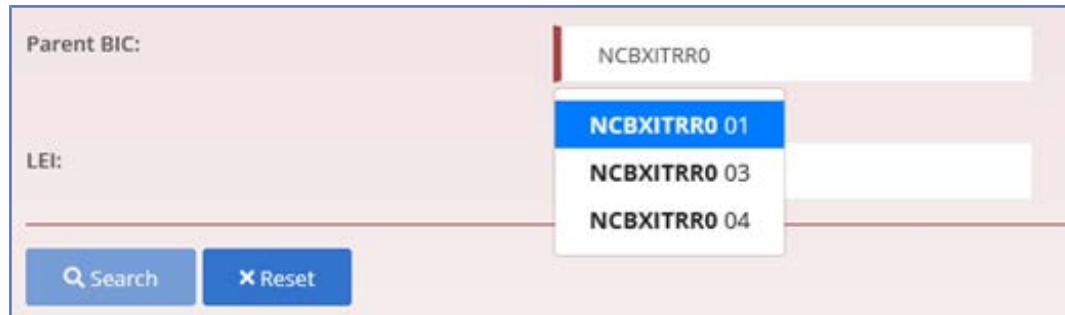 Parent BIC:
NCBXITRR0
NCBXITRR0 01
LEI:
NCBXITRR0 03
NCBXITRR0 04
Search
Reset